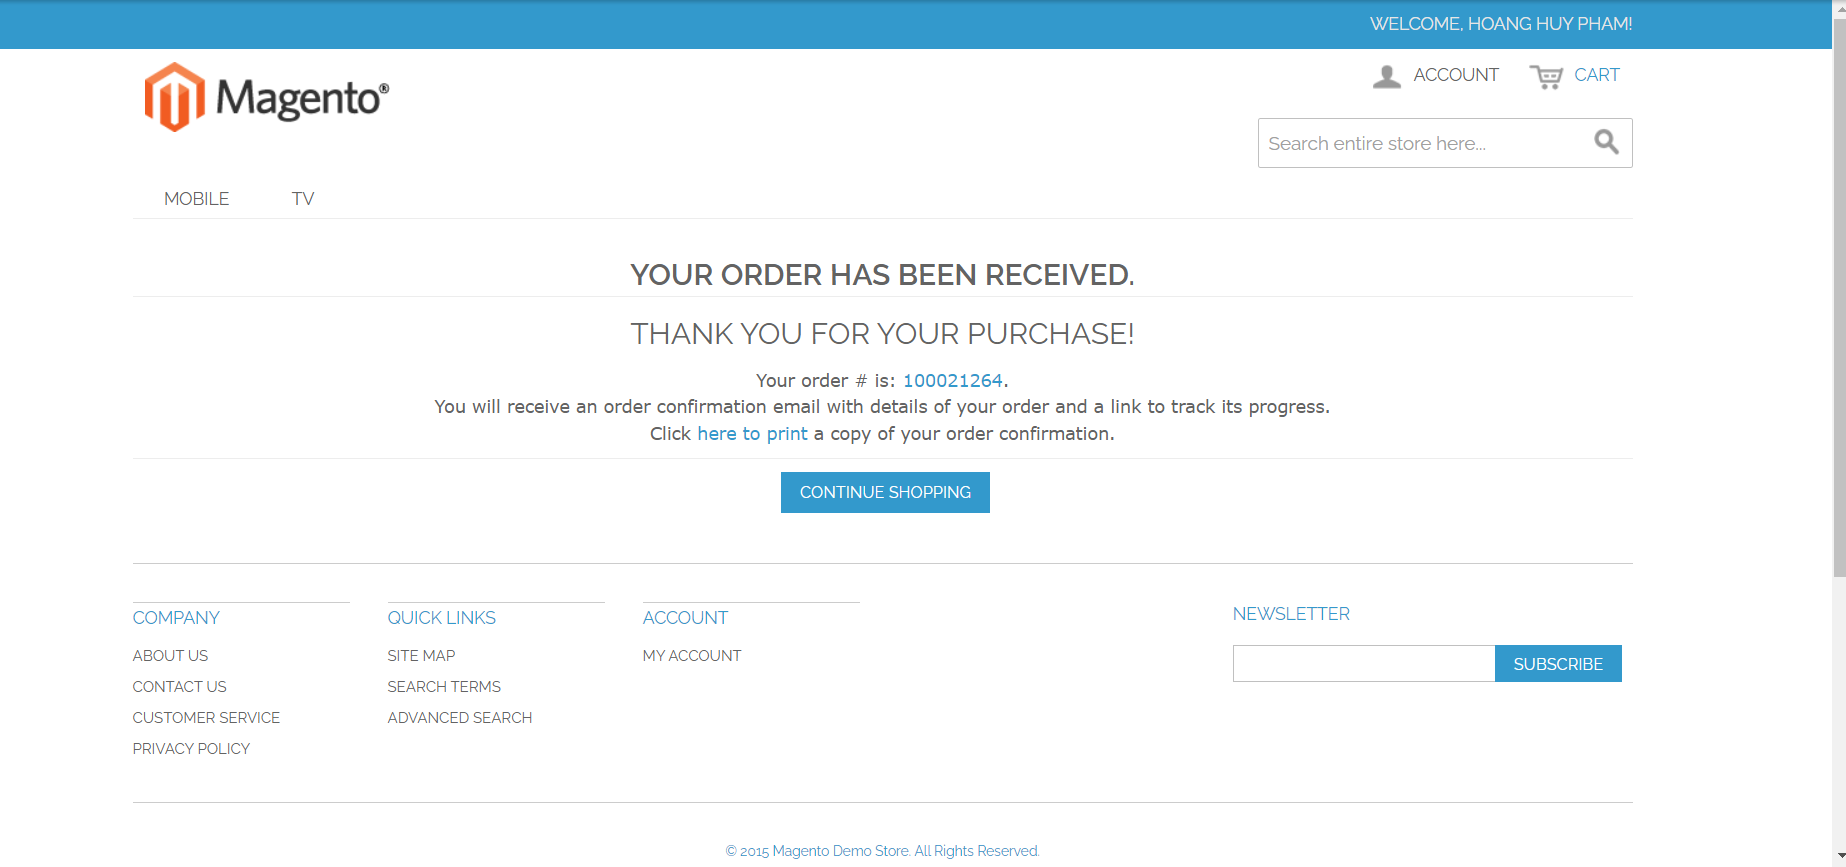 WELCOME, HOANG HUY PHAM!
Magento®
ACCOUNT CART
Search entire store here...
MOBILE TV
YOUR ORDER HAS BEEN RECEIVED.
THANK YOU FOR YOUR PURCHASE!
Your order # is: 100021264.
You will receive an order confirmation email with details of your order and a link to track its progress.
Click here to print a copy of your order confirmation.
CONTINUE SHOPPING
COMPANY
ABOUT US
CONTACT US
CUSTOMER SERVICE
PRIVACY POLICY
QUICK LINKS
SITE MAP
SEARCH TERMS
ADVANCED SEARCH
ACCOUNT
MY ACCOUNT
NEWSLETTER
SUBSCRIBE
© 2015 Magento Demo Store. All Rights Reserved.